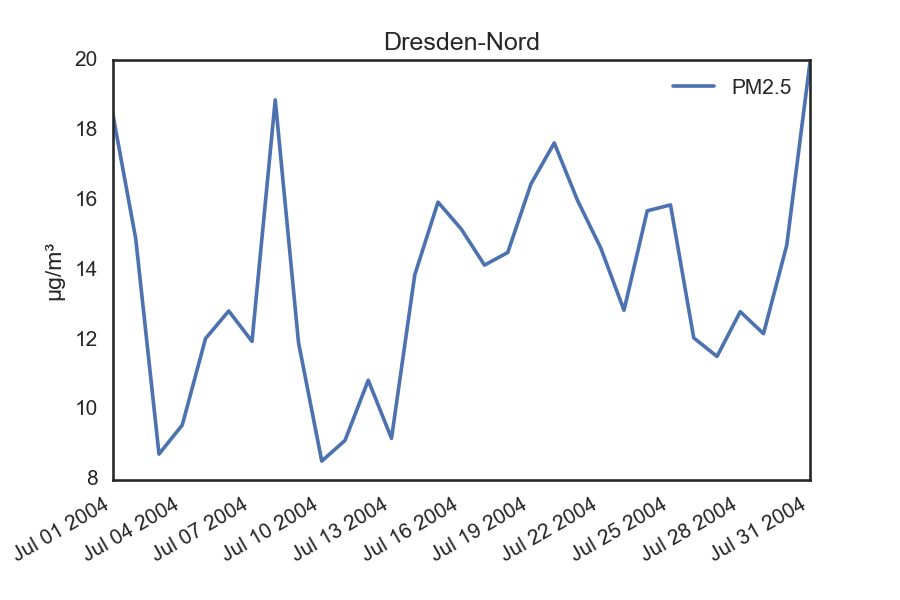 Dresden-Nord
20
18
16
14
12
10
8
µg/m³
PM2.5
Jul 01 2004
Jul 04 2004
Jul 07 2004
Jul 10 2004
Jul 13 2004
Jul 16 2004
Jul 19 2004
Jul 22 2004
Jul 25 2004
Jul 28 2004
Jul 31 2004